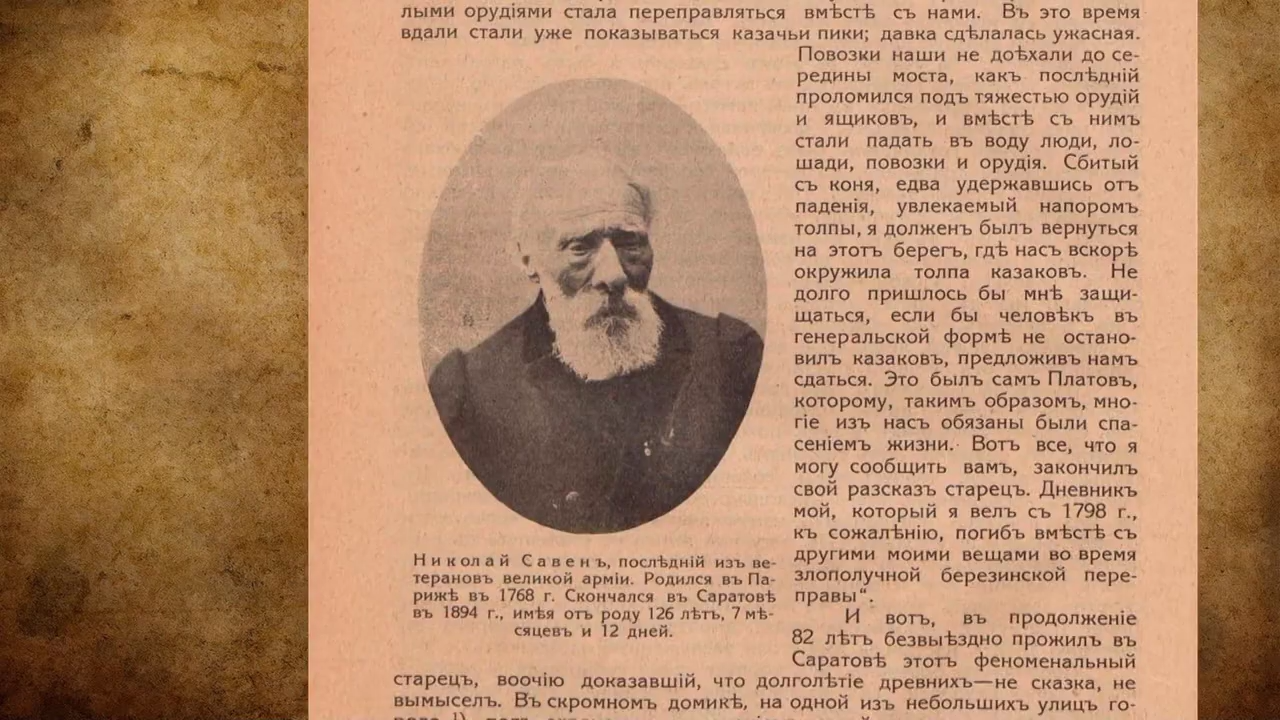 лыми орудіями стала переправляться вмѣстѣ съ нами. Въ это время
вдали стали уже показываться казачьи пики; давка сдѣлалась ужасная.
Повозки наши не доѣхали до се-
редины моста, какъ послѣдній
проломился подъ тяжестью орудій
и ящиковъ, и вмѣстѣ съ нимъ
стали падать въ воду люди, ло-
шади, повозки и орудія. Сбитый
съ коня, едва удержавшись отъ
паденія, увлекаемый напоромъ
толпы, я долженъ былъ вернуться
на этотъ берегъ, гдѣ насъ вскорѣ
окружила толпа казаковъ. Не
долго пришлось бы мнѣ защи-
щаться, если бы человѣкъ въ
генеральской формѣ не остано-
вилъ казаковъ, предложивъ намъ
сдаться. Это былъ самъ Платовъ,
которому, такимъ образомъ, мно-
гіе изъ насъ обязаны были спа-
сеніемъ жизни. Вотъ все, что я
могу сообщить вамъ, закончилъ
свой разсказъ старецъ. Дневникъ
мой, который я велъ съ 1798 г.,
къ сожалѣнію, погибъ вмѣстѣ съ
другими моими вещами во время
злополучной березинской пере-
правы“.
Николай Савенъ, послѣдній изъ ве-
терановъ великой арміи. Родился въ Па-
рижѣ въ 1768 г. Скончался въ Саратовѣ
въ 1894 г., имѣя отъ роду 126 лѣтъ, 7 мѣ-
сяцевъ и 12 дней.
И вотъ, въ продолженіе
82 лѣтъ безвыѣздно прожилъ въ
Саратовѣ этотъ феноменальный
старецъ, воочію доказавшій, что долголѣтіе древнихъ—не сказка, не
вымыселъ. Въ скромномъ домикѣ, на одной изъ небольшихъ улицъ го-